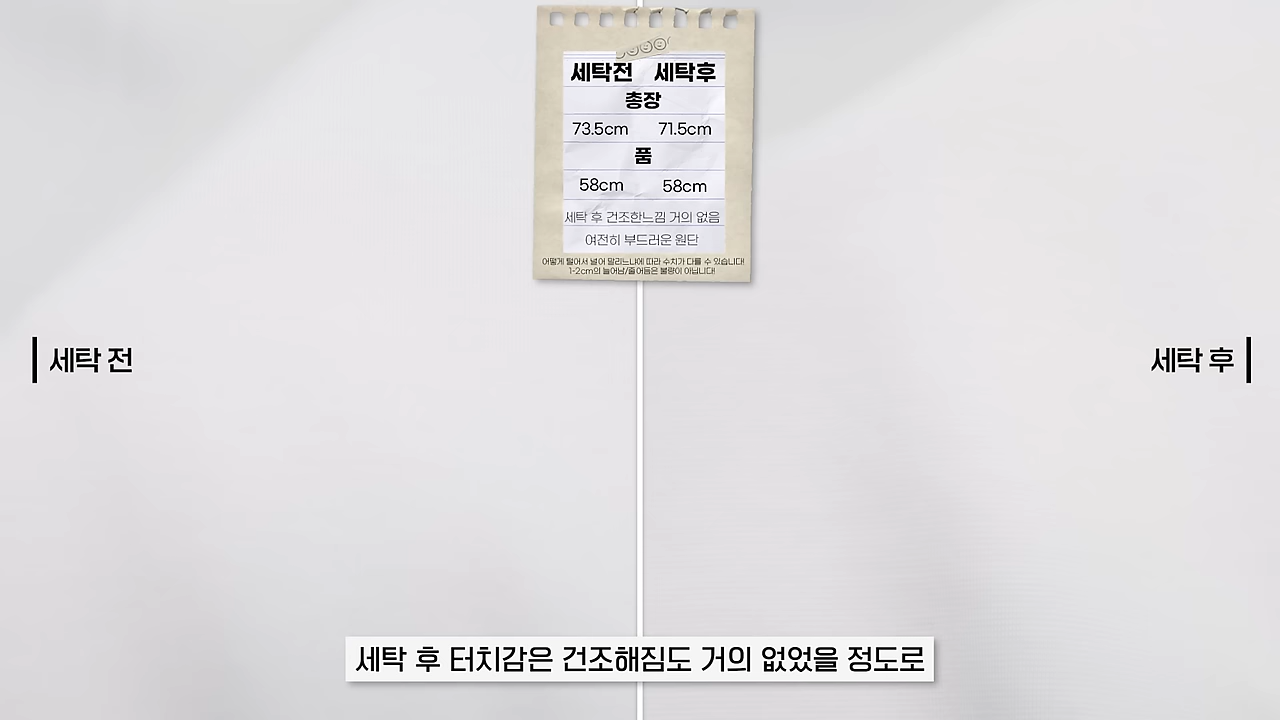 세탁전 세탁후
총장
73.5cm 71.5cm
품
58cm 58cm
세탁 후 건조한느낌 거의 없음
여전히 부드러운 원단
어떻게 털어서 널어 말리느냐에 따라 수치가 다를 수 있습니다!
1-2cm의 늘어남/줄어듬은 불량이 아닙니다!
세탁 전
세탁 후
세탁 후 터치감은 건조해짐도 거의 없었을 정도로